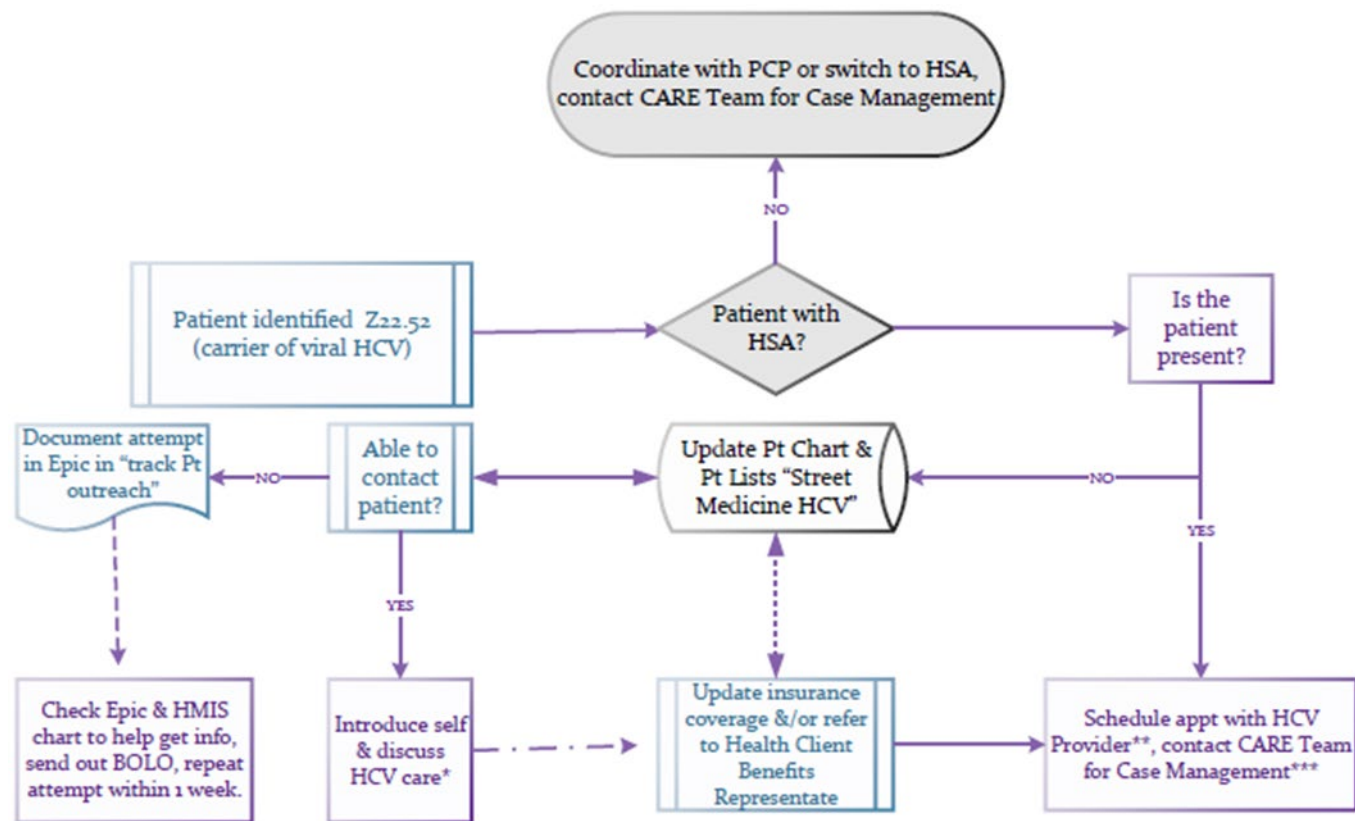 Coordinate with PCP or switch to HSA,
contact CARE Team for Case Management
NO
Patient identified Z22.52
(carrier of viral HCV)
Patient with
HSA?
Is the
patient
present?
Document attempt
in Epic in “track Pt
outreach”
NO
Able to
contact
patient?
Update Pt Chart &
Pt Lists “Street
Medicine HCV”
NO
YES
YES
Check Epic & HMIS
chart to help get info,
send out BOLO, repeat
attempt within 1 week.
Introduce self
& discuss
HCV care*
Update insurance
coverage &/or refer
to Health Client
Benefits
Representate
Schedule appt with HCV
Provider**, contact CARE Team
for Case Management***